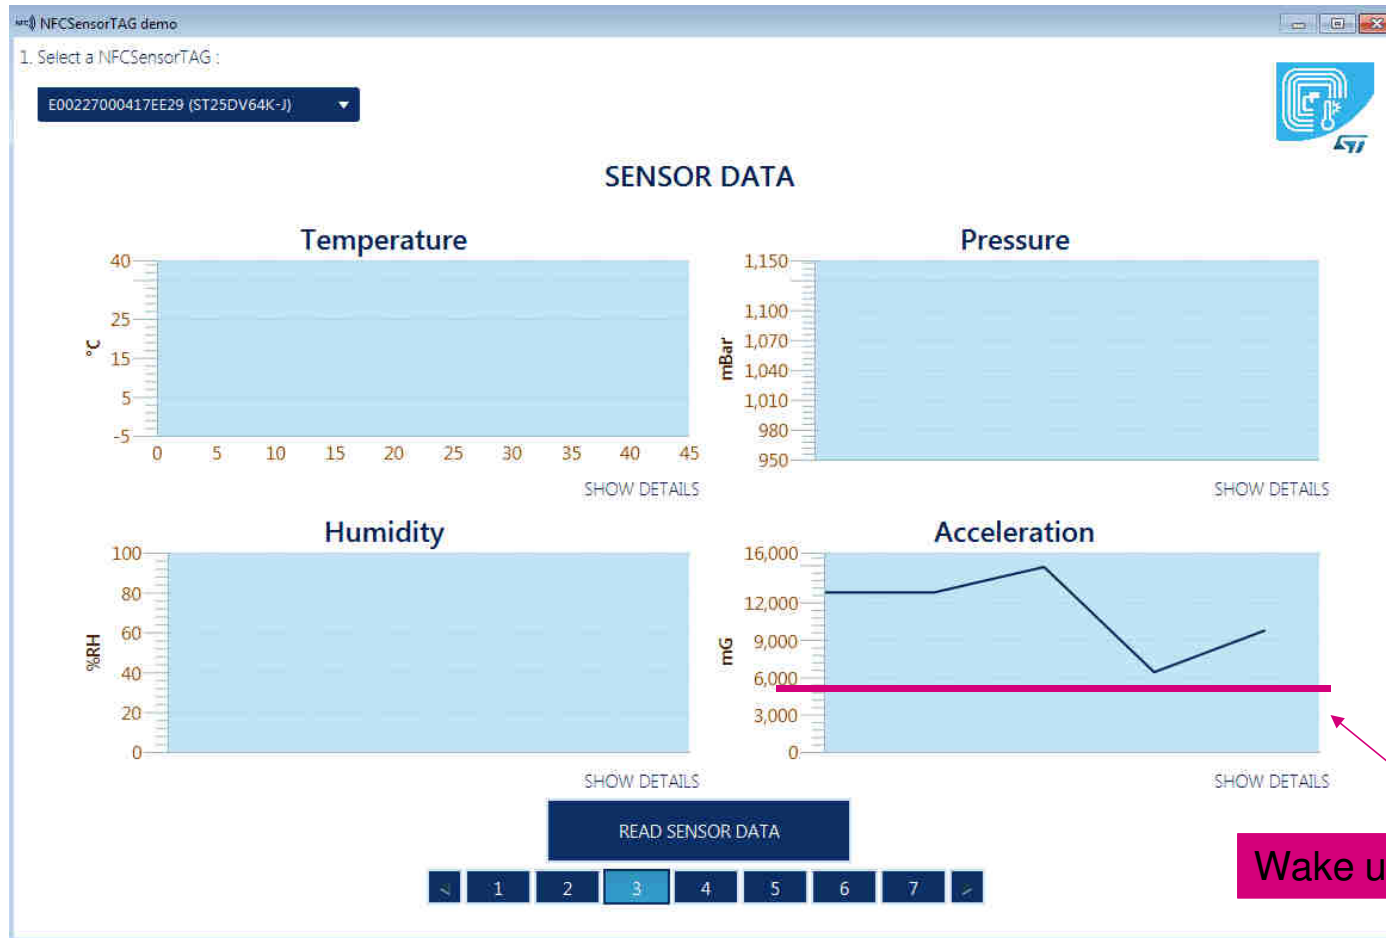 NFC NFCSensorTAG demo
1. Select a NFCSensorTAG :
E00227000417EE29 (ST25DV64K-J)
ST
SENSOR DATA
Temperature
40
25
15
5
-5
°C
0 5 10 15 20 25 30 35 40 45
SHOW DETAILS
Pressure
1,150
1,100
1,070
1,040
1,010
980
950
mBar
SHOW DETAILS
Humidity
100
80
60
40
20
0
%RH
SHOW DETAILS
Acceleration
16,000
12,000
9,000
6,000
3,000
0
mG
SHOW DETAILS
READ SENSOR DATA
< 1 2 3 4 5 6 7 >
Wake u